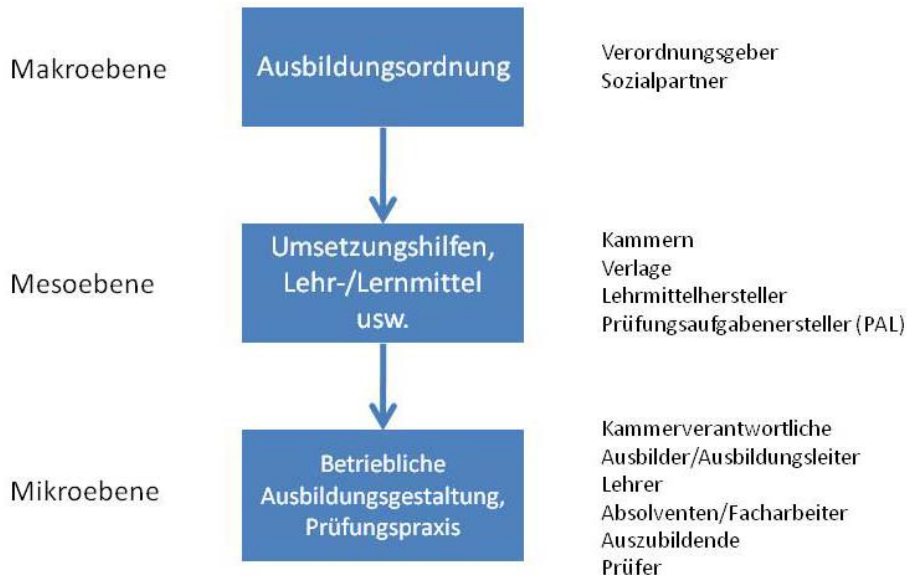 Makroebene
Ausbildungsordnung
Verordnungsgeber
Sozialpartner
Mesoebene
Umsetzungshilfen,
Lehr-/Lernmittel
usw.
Kammern
Verlage
Lehrmittelhersteller
Prüfungsaufgabenersteller (PAL)
Mikroebene
Betriebliche
Ausbildungsgestaltung,
Prüfungspraxis
Kammerverantwortliche
Ausbilder/Ausbildungsleiter
Lehrer
Absolventen/Facharbeiter
Auszubildende
Prüfer